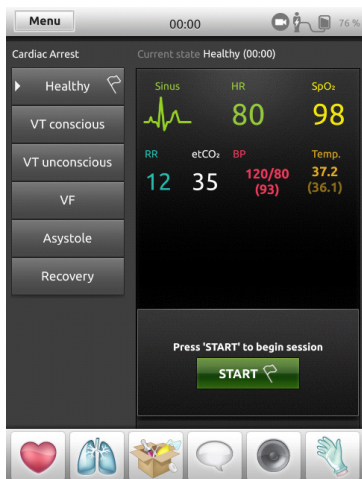 Menu
00:00
76 %
Cardiac Arrest
Current state Healthy (00:00)
Healthy
VT conscious
VT unconscious
VF
Asystole
Recovery
Sinus
HR
SpO₂
80
98
RR
etCO₂
BP
Temp.
12
35
120/80
(93)
37.2
(36.1)
Press 'START' to begin session
START